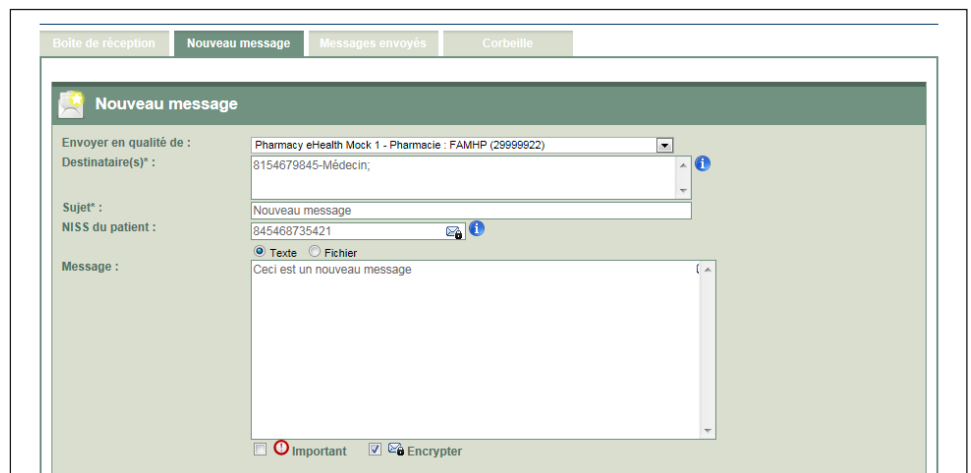 Boîte de réception Nouveau message Messages envoyés Corbeille
Nouveau message
Envoyer en qualité de : Pharmacy eHealth Mock 1 - Pharmacie : FAMHP (29999922)
Destinataire(s)* : 8154679845-Médecin;
Sujet* : Nouveau message
NISS du patient : 845468735421
Texte Fichier
Message : Ceci est un nouveau message
Important Encrypter